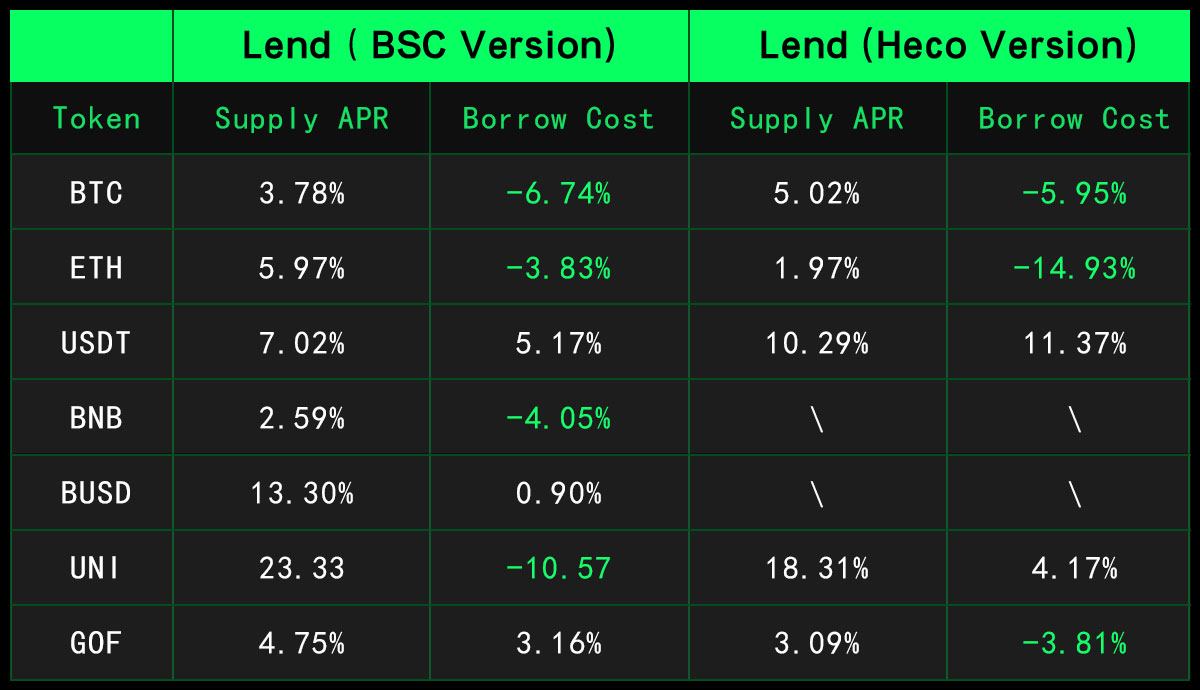 Lend ( BSC Version) Lend (Heco Version)
Token Supply APR Borrow Cost Supply APR Borrow Cost
BTC 3.78% -6.74% 5.02% -5.95%
ETH 5.97% -3.83% 1.97% -14.93%
USDT 7.02% 5.17% 10.29% 11.37%
BNB 2.59% -4.05% \ \
BUSD 13.30% 0.90% \ \
UNI 23.33 -10.57 18.31% 4.17%
GOF 4.75% 3.16% 3.09% -3.81%